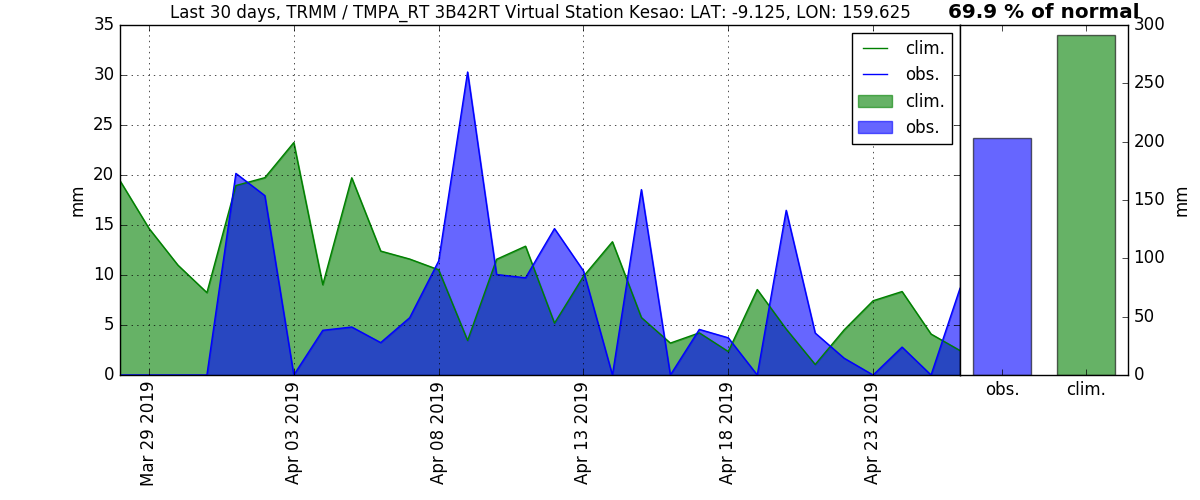 Last 30 days, TRMM / TMPA_RT 3B42RT Virtual Station Kesao: LAT: -9.125, LON: 159.625
69.9 % of normal
35
30
25
20
15
10
5
0
mm
clim.
obs.
clim.
obs.
Mar 29 2019
Apr 03 2019
Apr 08 2019
Apr 13 2019
Apr 18 2019
Apr 23 2019
300
250
200
150
100
50
0
mm
obs.
clim.